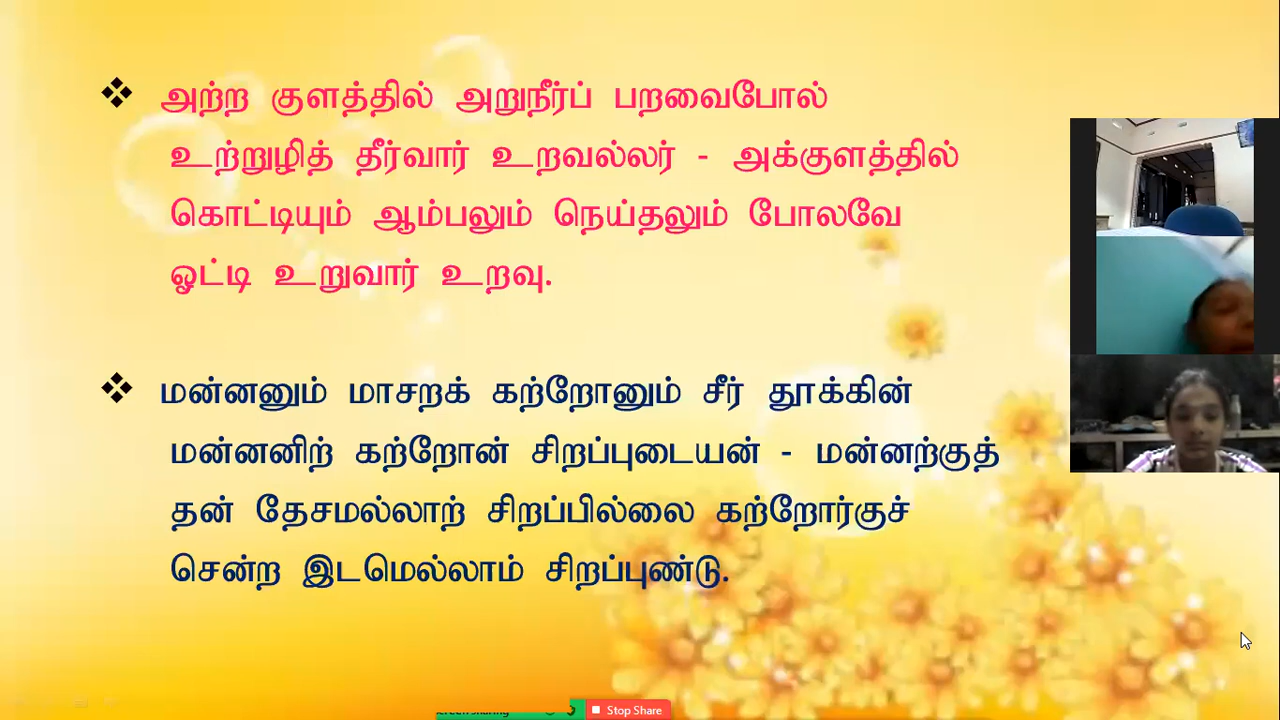 ❖ அற்ற குளத்தில் அறுநீர்ப் பறவைபோல்
உற்றுழித் தீர்வார் உறவல்லர் - அக்குளத்தில்
கொட்டியும் ஆம்பலும் நெய்தலும் போலவே
ஓட்டி உறுவார் உறவு.
❖ மன்னனும் மாசறக் கற்றோனும் சீர் தூக்கின்
மன்னனிற் கற்றோன் சிறப்புடையன் - மன்னற்குத்
தன் தேசமல்லாற் சிறப்பில்லை கற்றோர்குச்
சென்ற இடமெல்லாம் சிறப்புண்டு.
Stop Share